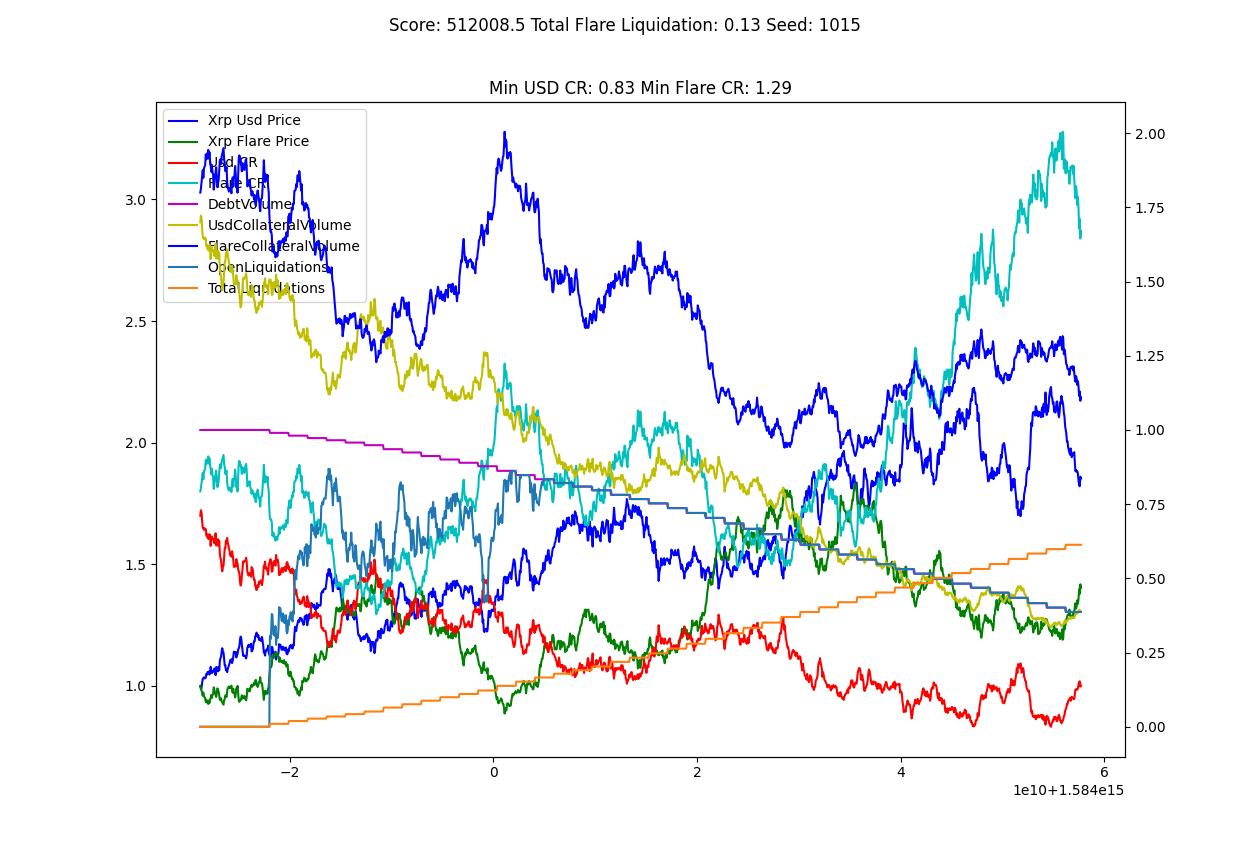 Score: 512008.5 Total Flare Liquidation: 0.13 Seed: 1015
Min USD CR: 0.83 Min Flare CR: 1.29
Xrp Usd Price
Xrp Flare Price
Usd CR
Flare CR
DebtVolume
UsdCollateralVolume
FlareCollateralVolume
OpenLiquidations
TotalLiquidations
3.0
2.5
2.0
1.5
1.0
2.00
1.75
1.50
1.25
1.00
0.75
0.50
0.25
0.00
−2
0
2
4
6
1e10+1.584e15